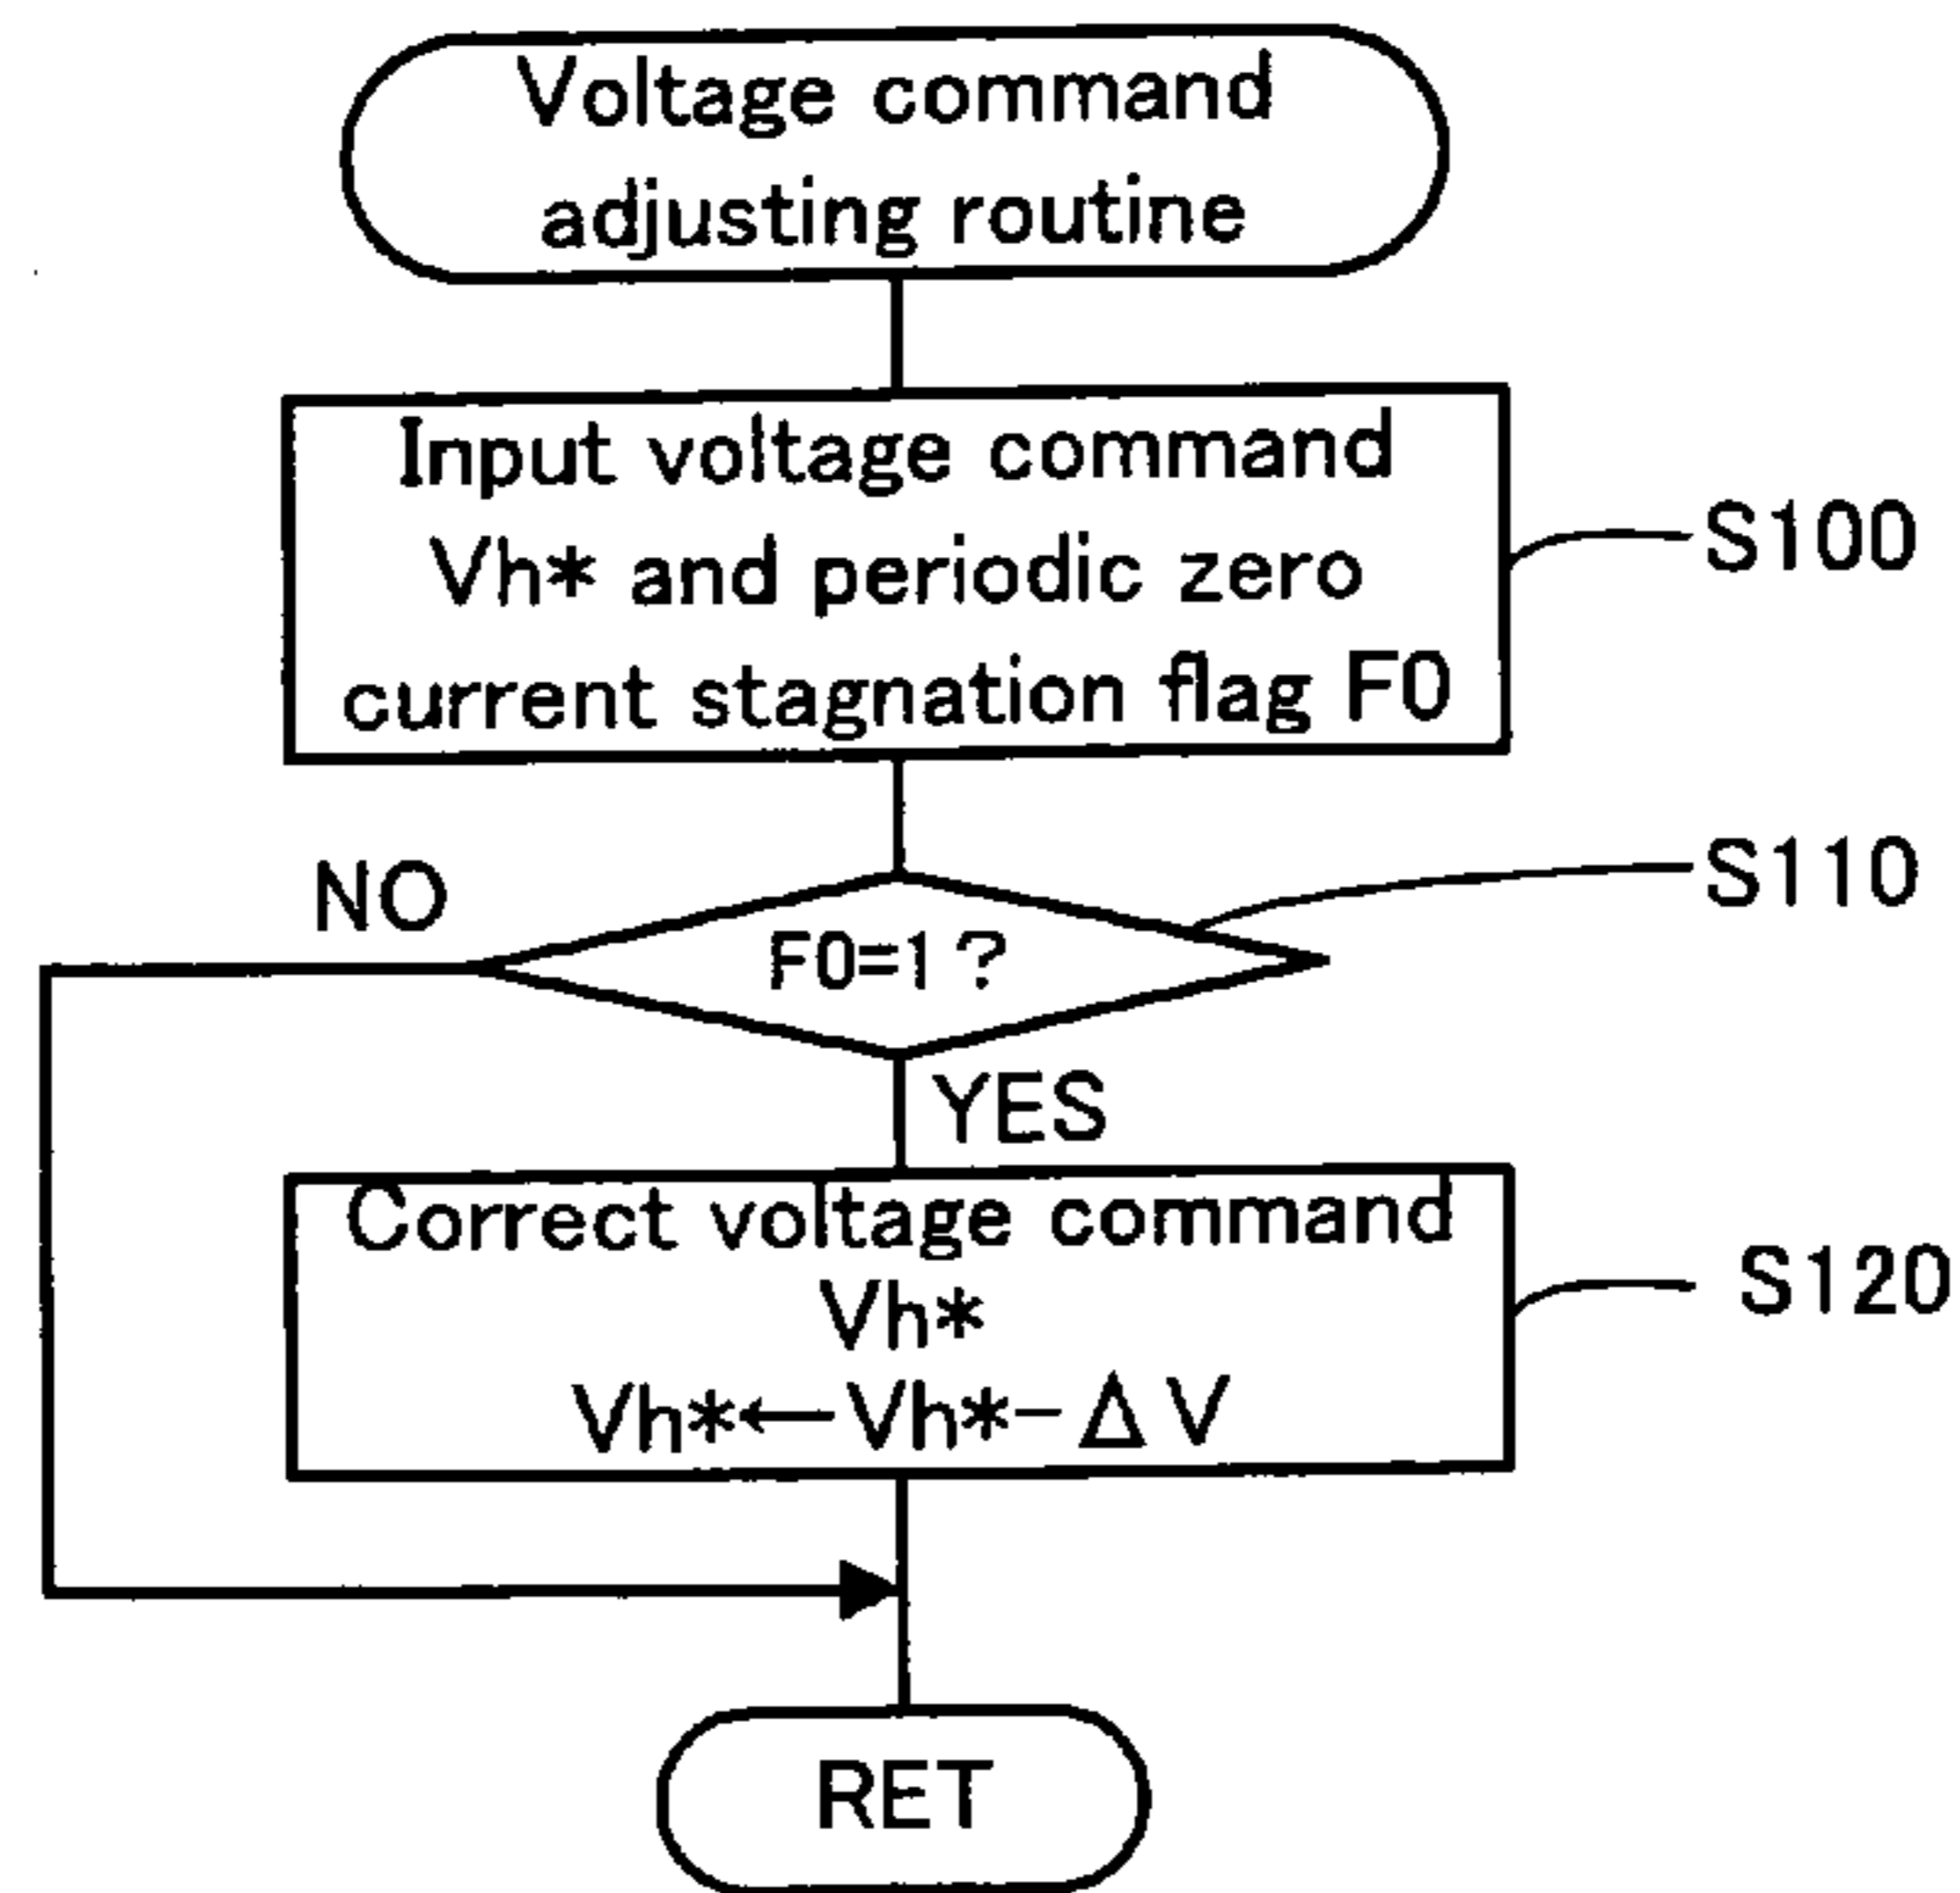 Voltage command
adjusting routine
Input voltage command
Vh* and periodic zero
current stagnation flag F0
S100
S110
NO
F0=1?
YES
Correct voltage command
Vh*
Vh*←Vh*-ΔV
S120
RET